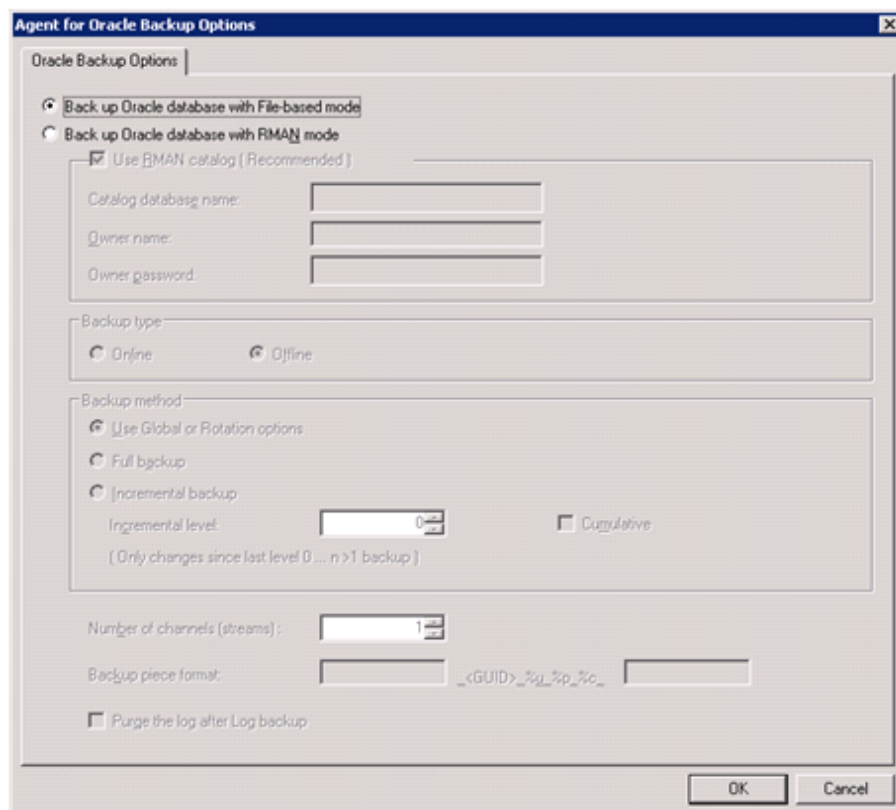 Agent for Oracle Backup Options
Oracle Backup Options
Back up Oracle database with File-based mode
Back up Oracle database with RMAN mode
Use RMAN catalog ( Recommended )
Catalog database name:
Owner name:
Owner password:
Backup type
Online Offline
Backup method
Use Global or Rotation options
Full backup
Incremental backup
Incremental level: 0 Cumulative
( Only changes since last level 0 ... n >1 backup )
Number of channels (streams) : 1
Backup piece format: _<GUID>_%u_%p_%c_
Purge the log after Log backup
OK Cancel